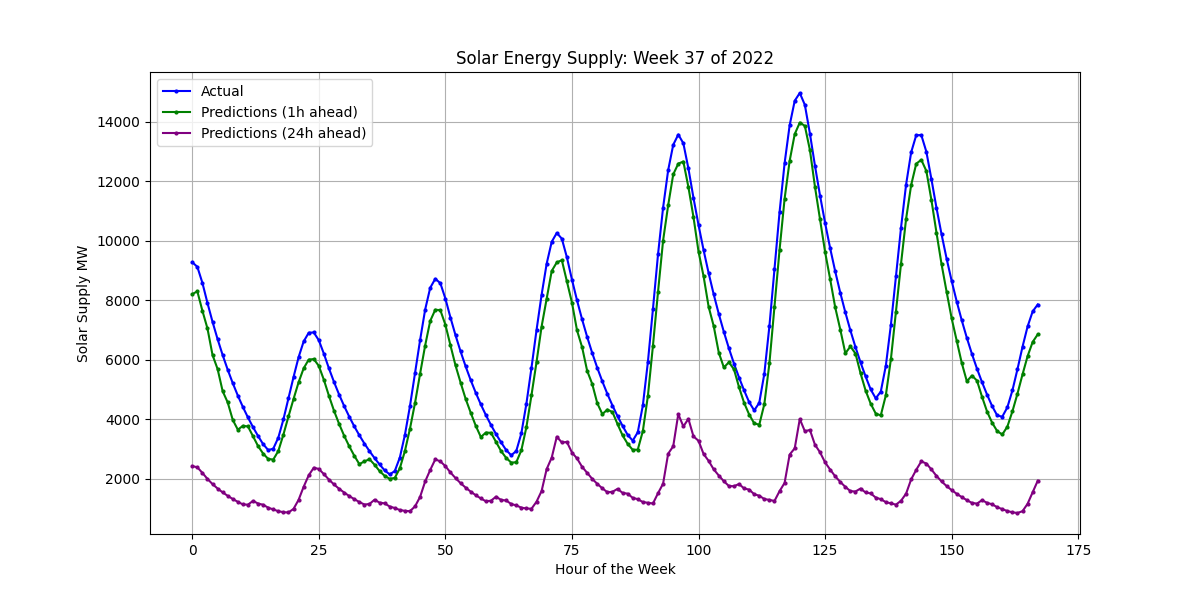 Solar Energy Supply: Week 37 of 2022
Actual
Predictions (1h ahead)
Predictions (24h ahead)
14000
12000
10000
8000
6000
4000
2000
Solar Supply MW
0 25 50 75 100 125 150 175
Hour of the Week